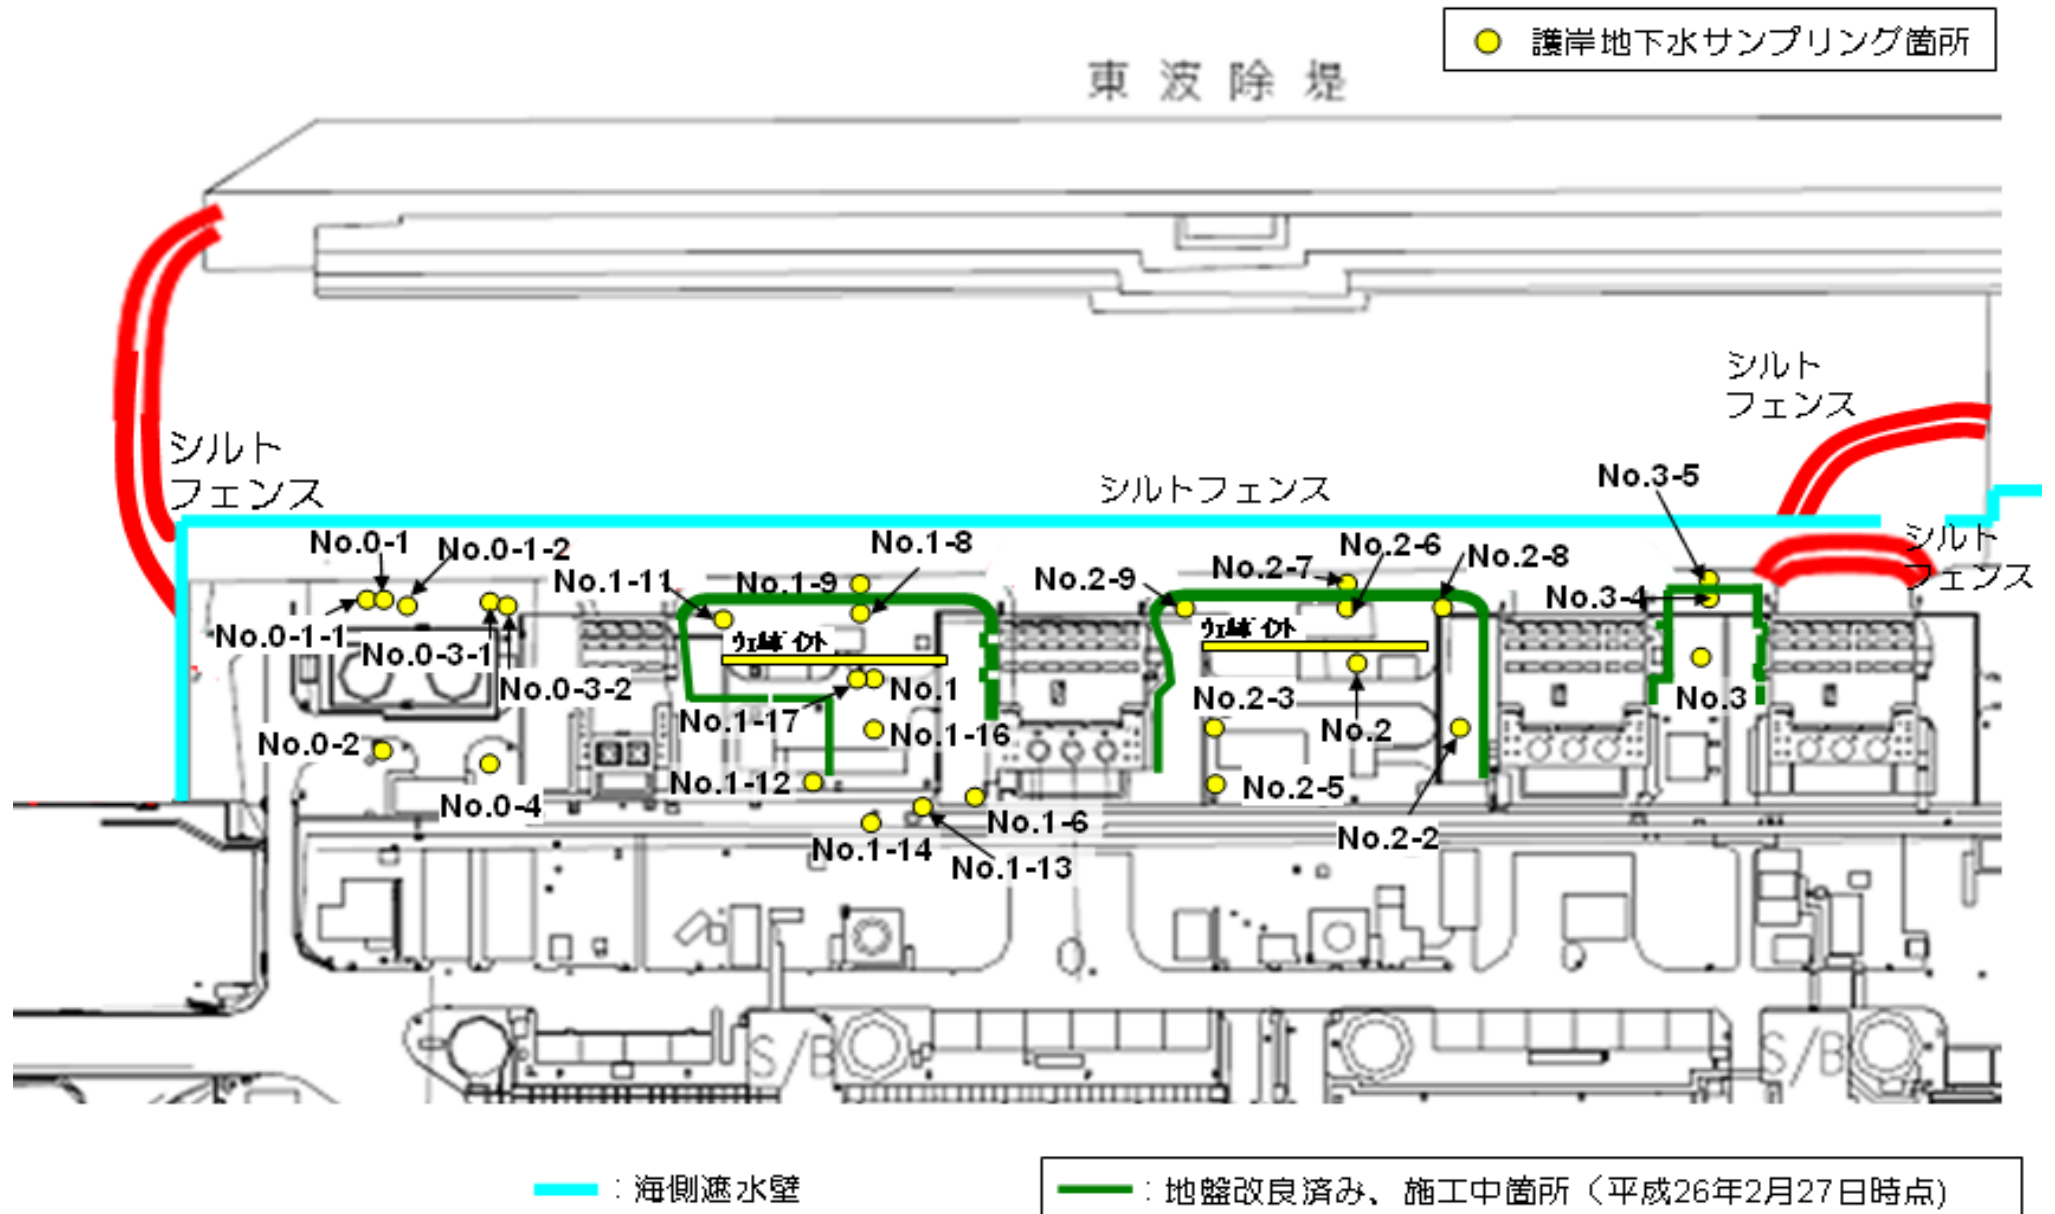 護岸地下水サンプリング箇所
東波除堤
シルト
フェンス
シルト
フェンス
シルトフェンス
No.3-5
シルト
フェンス
No.0-1
No.0-1-2
No.1-8
No.2-6
No.2-8
No.1-11
No.1-9
No.2-9
No.2-7
No.3-4
No.0-1-1
No.0-3-1
ウェルポイント
ウェルポイント
No.0-3-2
No.1
No.2-3
No.3
No.1-17
No.1-16
No.2
No.0-2
No.1-12
No.2-5
No.0-4
No.1-6
No.2-2
No.1-14
No.1-13
S/B
S/B
：海側遮水壁
：地盤改良済み、施工中箇所（平成26年2月27日時点)